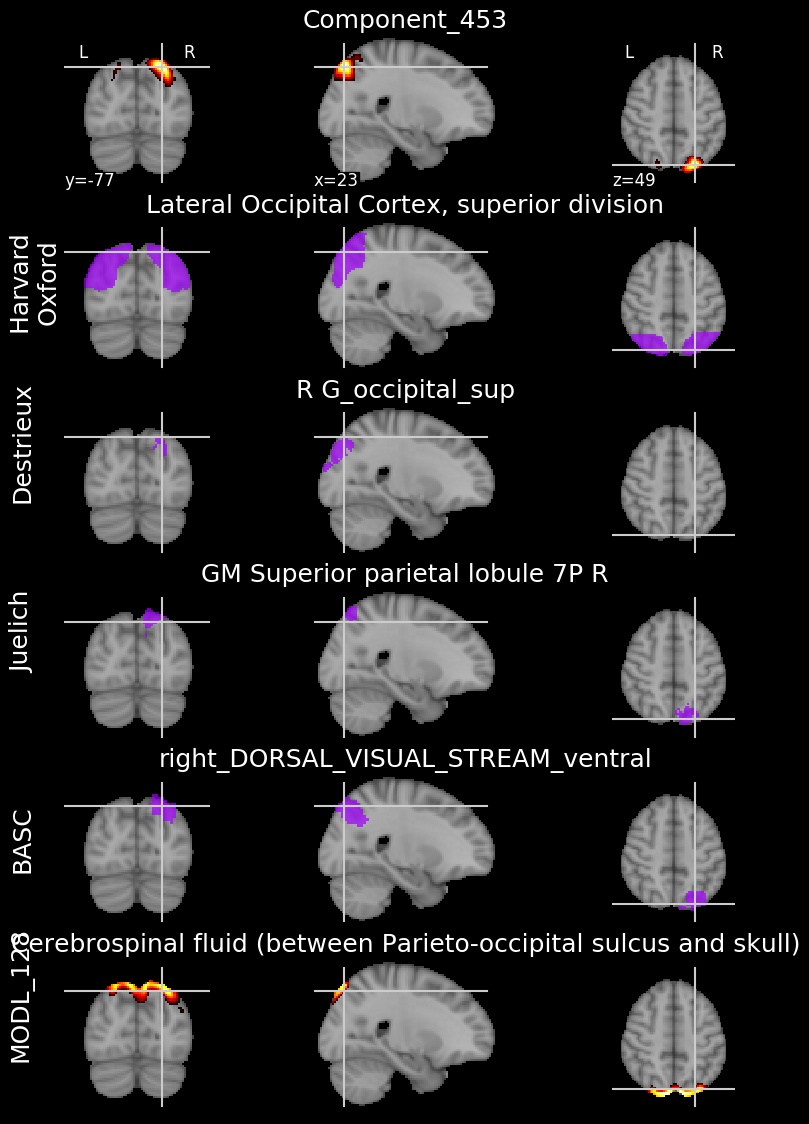 Component_453
L R
L R
y=-77
x=23
z=49
Lateral Occipital Cortex, superior division
Harvard
Oxford
R G_occipital_sup
Destrieux
GM Superior parietal lobule 7P R
Juelich
right_DORSAL_VISUAL_STREAM_ventral
BASC
Cerebrospinal fluid (between Parieto-occipital sulcus and skull)
MODL_128